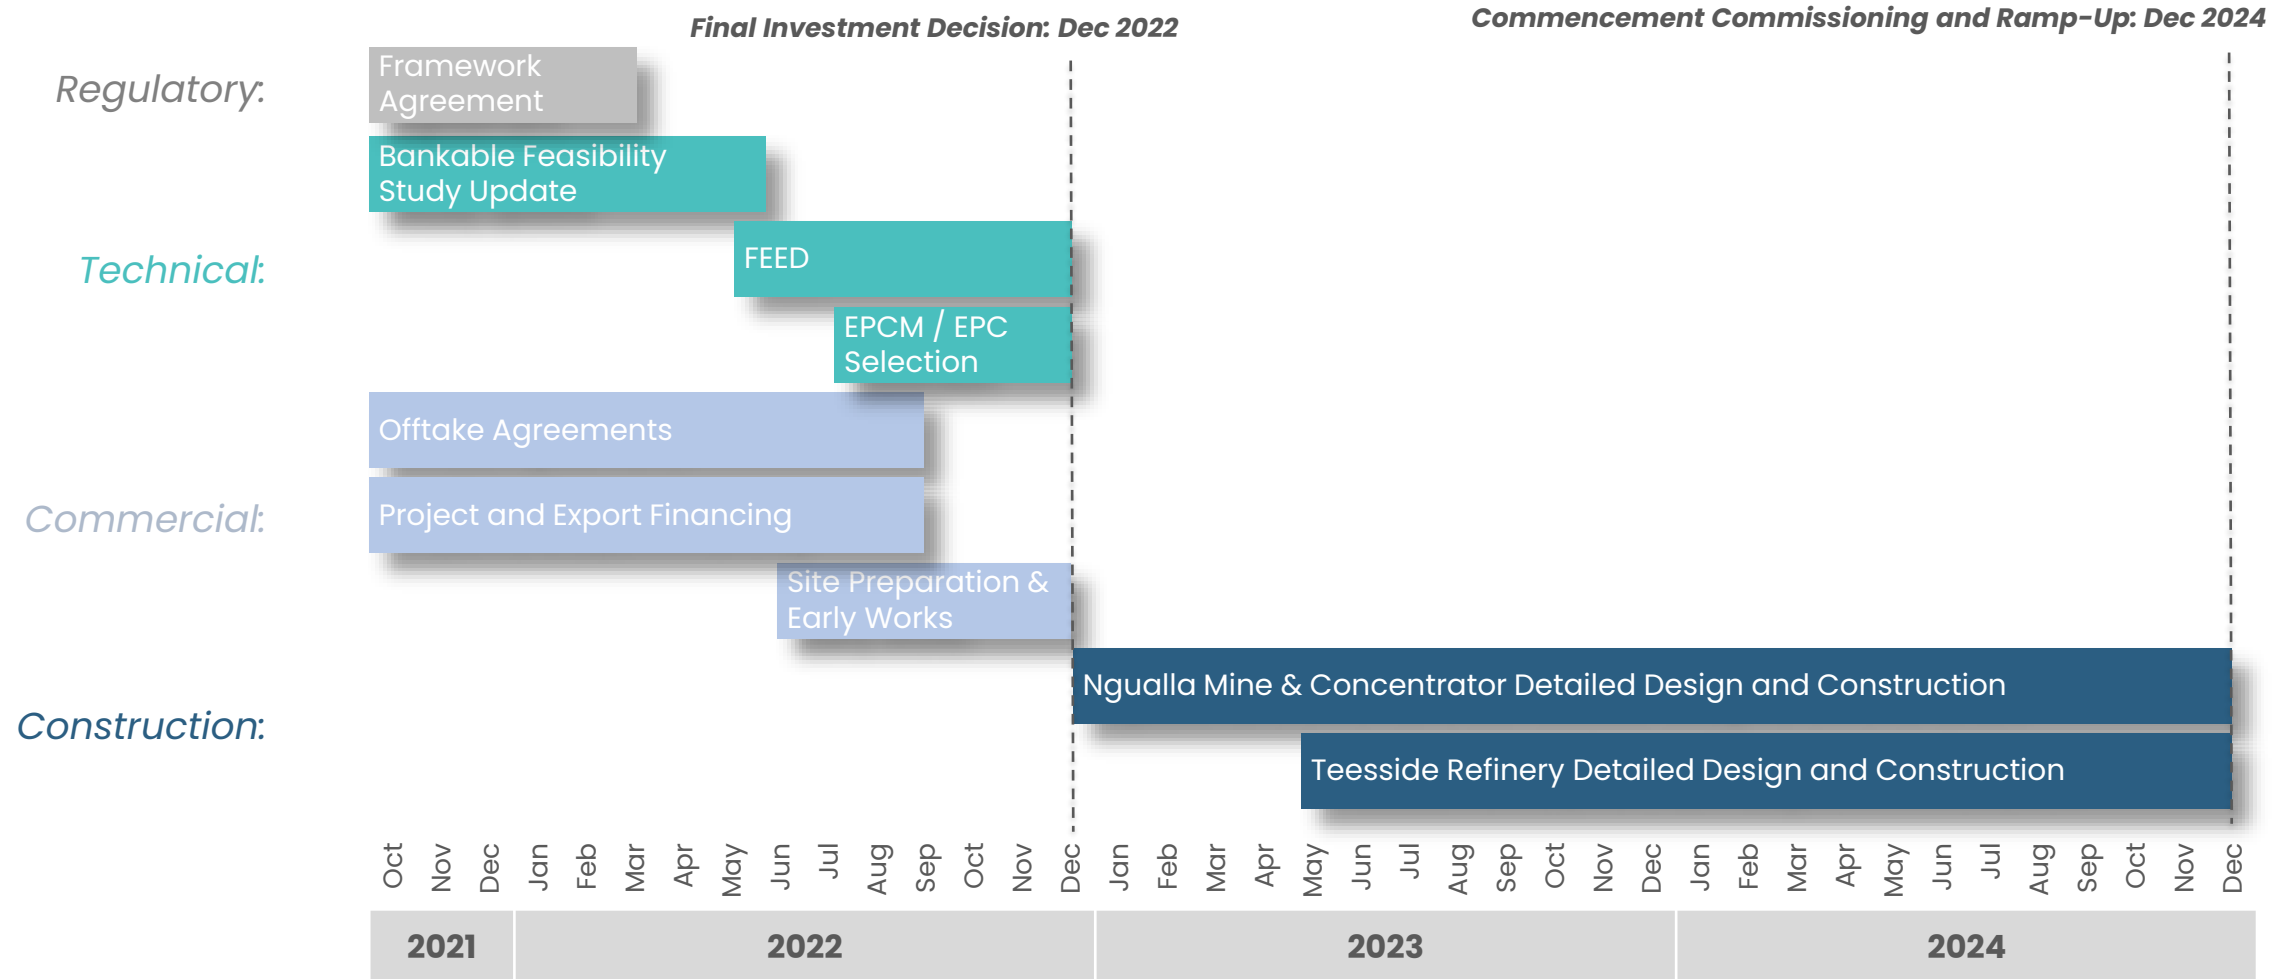 Final Investment Decision: Dec 2022
Commencement Commissioning and Ramp-Up: Dec 2024
Regulatory:
Framework
Agreement
Bankable Feasibility
Study Update
Technical:
FEED
EPCM / EPC
Selection
Offtake Agreements
Commercial:
Project and Export Financing
Site Preparation &
Early Works
Construction:
Ngualla Mine & Concentrator Detailed Design and Construction
Teesside Refinery Detailed Design and Construction
Oct Nov Dec Jan Feb Mar Apr May Jun Jul Aug Sep Oct Nov Dec Jan Feb Mar Apr May Jun Jul Aug Sep Oct Nov Dec Jan Feb Mar Apr May Jun Jul Aug Sep Oct Nov Dec
2021 2022 2023 2024